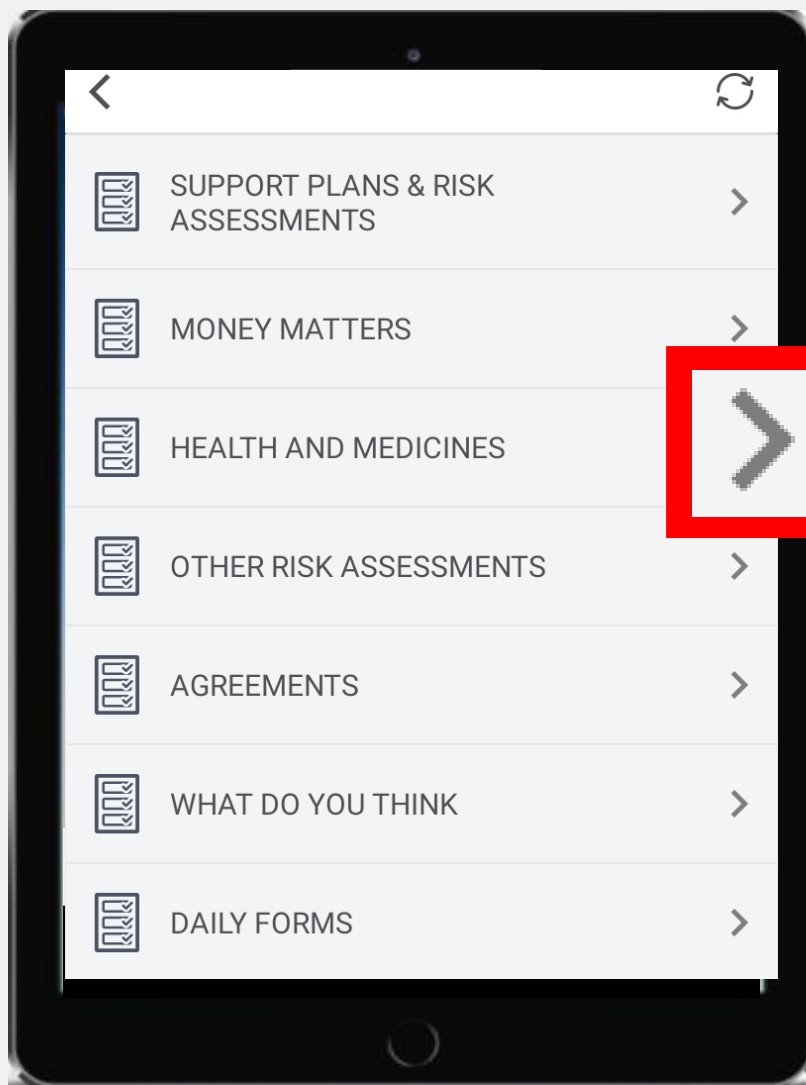 SUPPORT PLANS & RISK
ASSESSMENTS
MONEY MATTERS
HEALTH AND MEDICINES
OTHER RISK ASSESSMENTS
AGREEMENTS
WHAT DO YOU THINK
DAILY FORMS